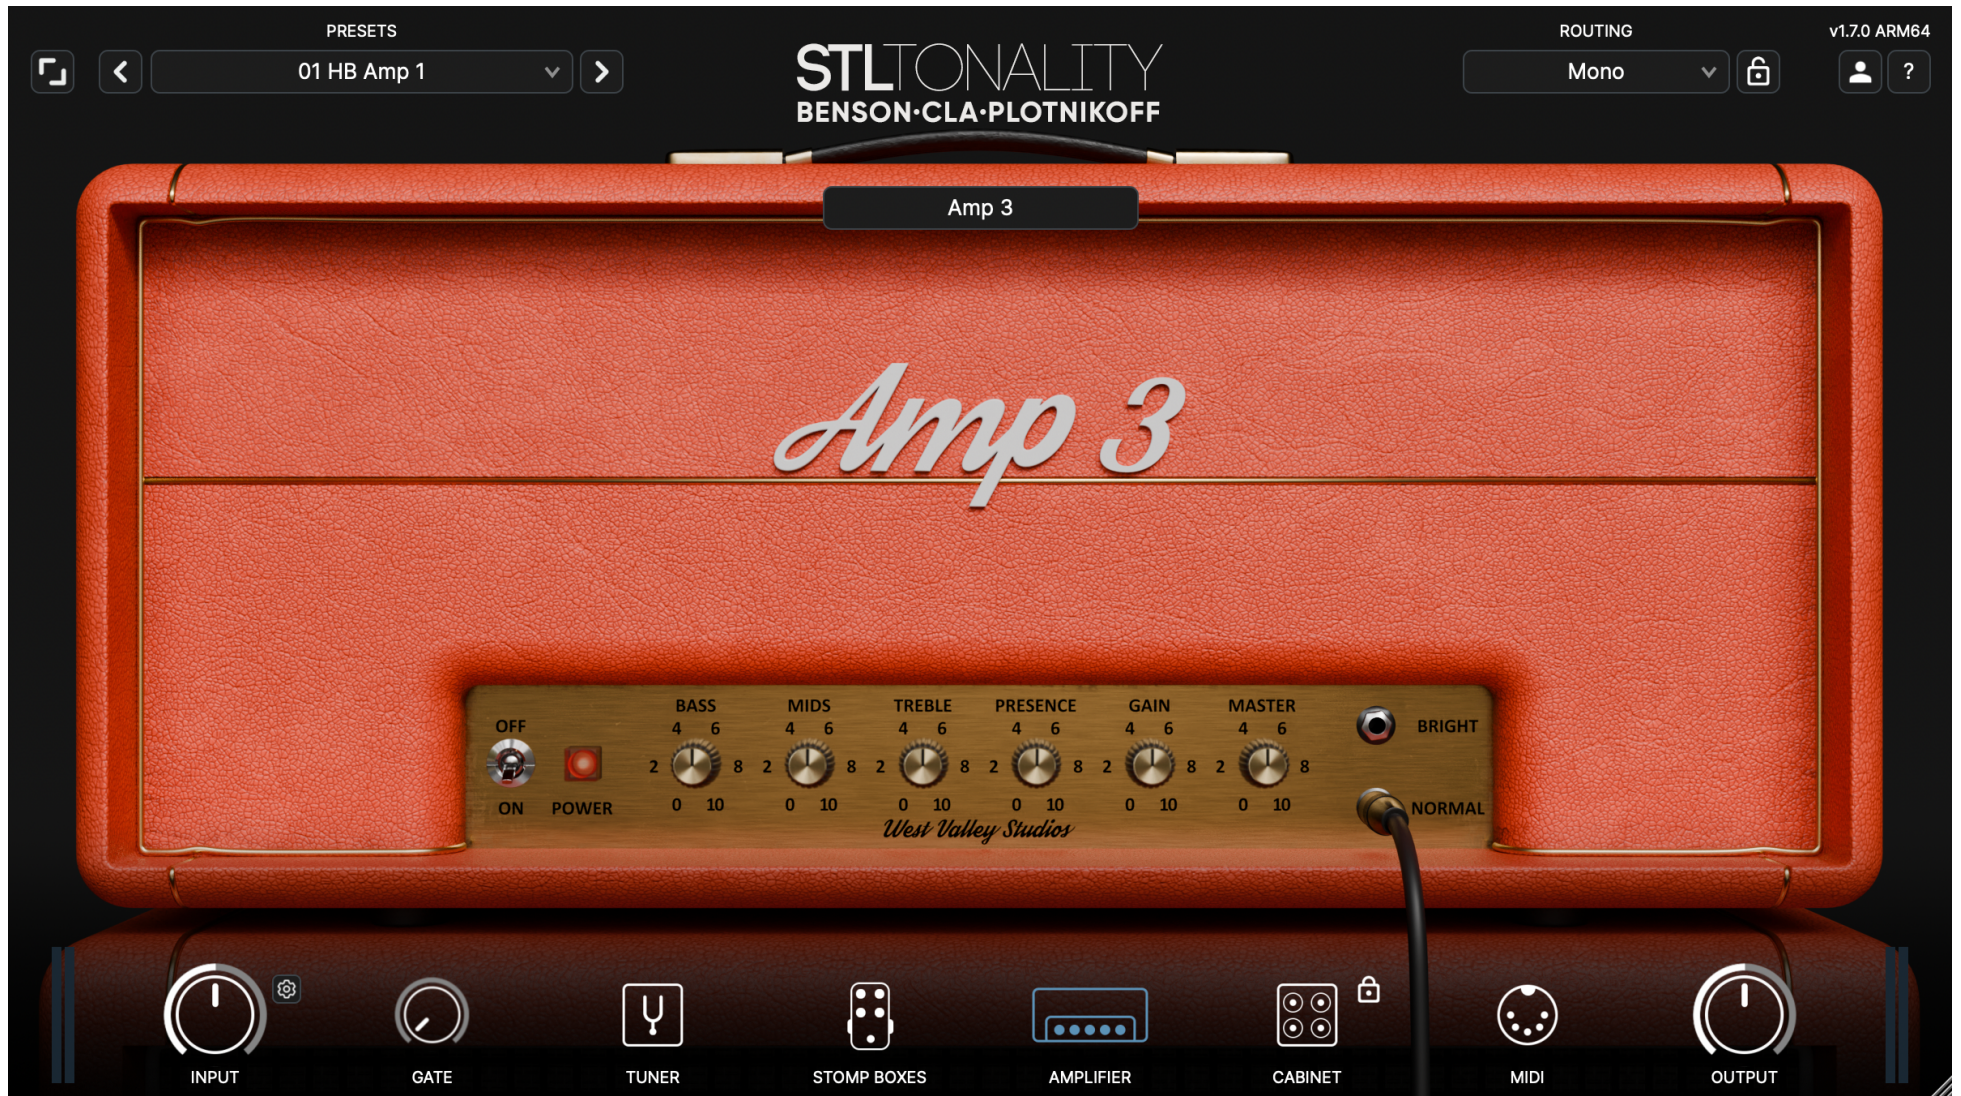 PRESETS
ROUTING
v1.7.0 ARM64
01 HB Amp 1
STLTONALITY
Mono
?
BENSON·CLA·PLOTNIKOFF
Amp 3
Amp 3
BASS MIDS TREBLE PRESENCE GAIN MASTER
OFF 4 6 4 6 4 6 4 6 4 6 4 6 BRIGHT
2 8 2 8 2 8 2 8 2 8 2 8
ON POWER 0 10 0 10 0 10 0 10 0 10 0 10 NORMAL
West Valley Studios
INPUT GATE TUNER STOMP BOXES AMPLIFIER CABINET MIDI OUTPUT